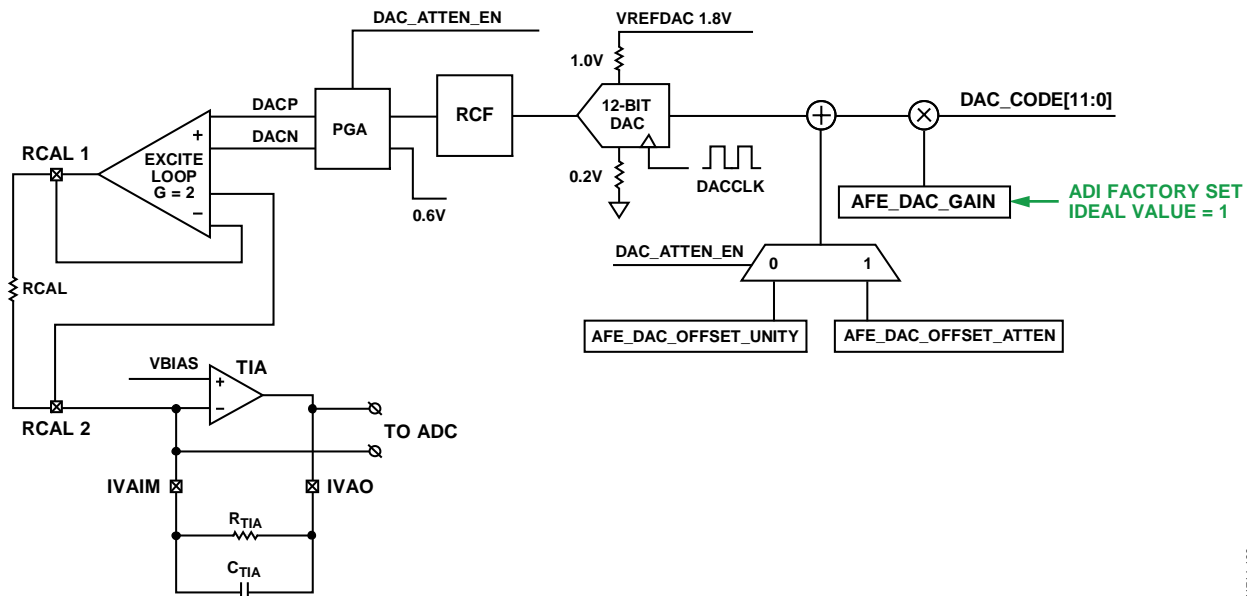 DAC_ATTEN_EN
VREFDAC 1.8V
1.0V
12-BIT
DAC
DAC_CODE[11:0]
DACP
DACN
PGA
RCF
RCAL 1
EXCITE
LOOP
G = 2
+
−
0.6V
0.2V
DACCLK
+
×
AFE_DAC_GAIN
ADI FACTORY SET
IDEAL VALUE = 1
DAC_ATTEN_EN
0
1
AFE_DAC_OFFSET_UNITY
AFE_DAC_OFFSET_ATTEN
RCAL
VBIAS
TIA
+
−
RCAL 2
TO ADC
IVAIM
IVAO
RTIA
CTIA